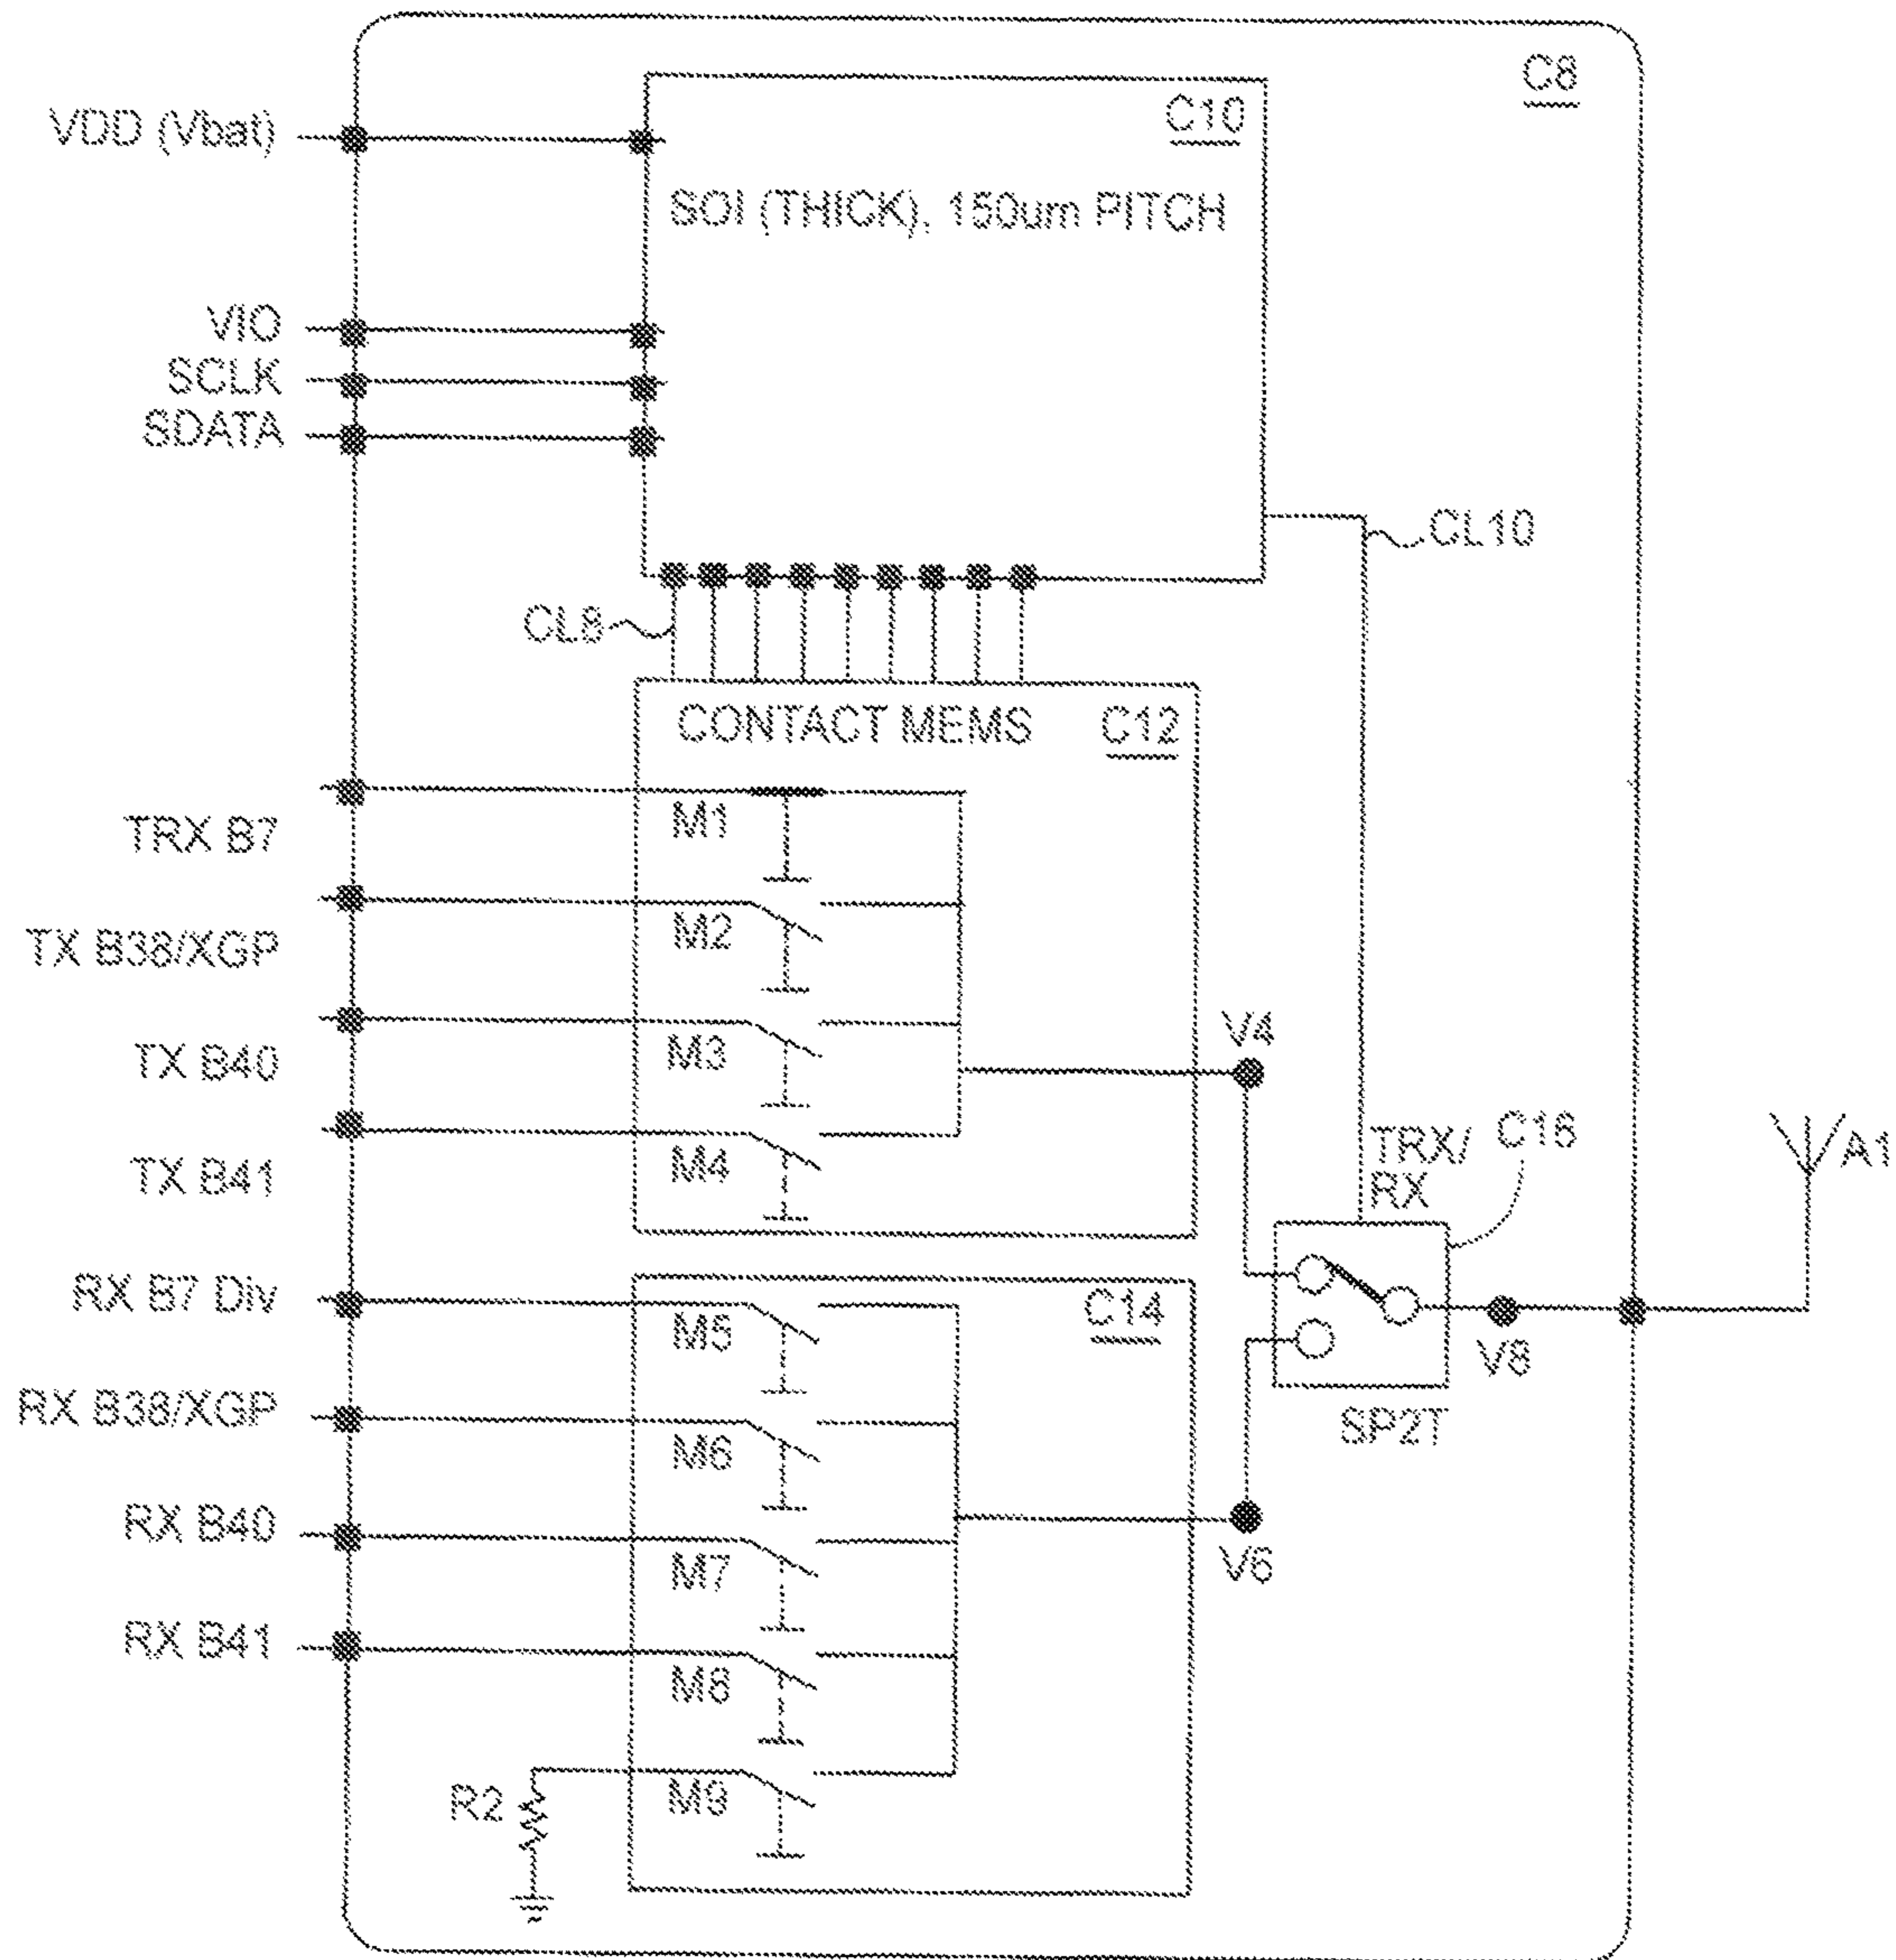 C8
VDD (Vbat)
C10
SOI (THICK), 150um PITCH
VIO
SCLK
SDATA
CL10
CL8
CONTACT MEMS
C12
M1
TRX B7
M2
TX B38/XGP
V4
M3
TX B40
TRX/
RX
C16
A1
M4
TX B41
RX B7 Div
C14
M5
V8
RX B38/XGP
SP2T
M6
RX B40
V6
M7
RX B41
M8
R2
M9